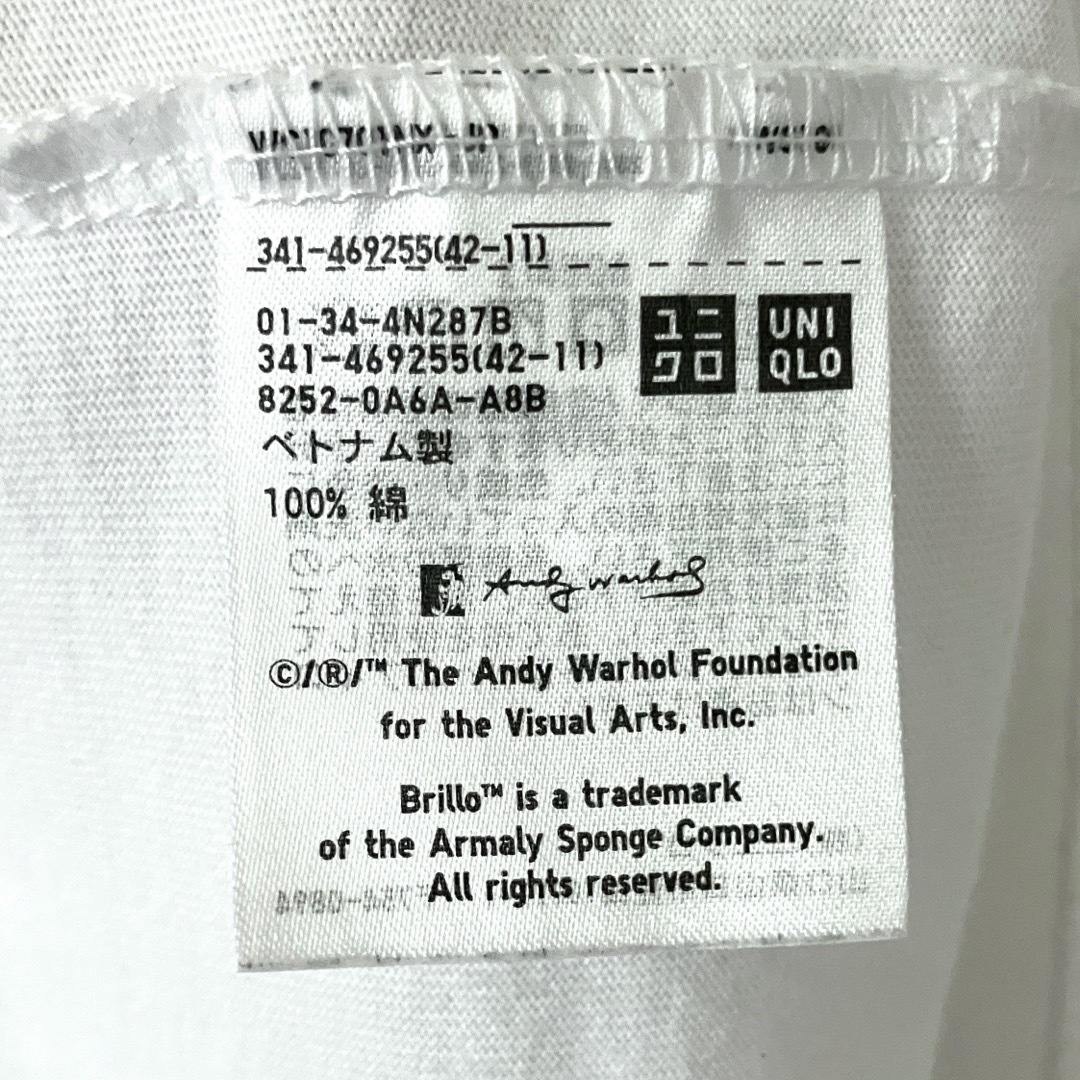 341-469255(42-11)
01-34-4N287B
341-469255(42-11)
8252-0A6A-A8B
ユニ
クロ
UNI
QLO
ベトナム製
100% 綿
Andy Warhol
©/®/™ The Andy Warhol Foundation
for the Visual Arts, Inc.
Brillo™ is a trademark
of the Armaly Sponge Company.
All rights reserved.